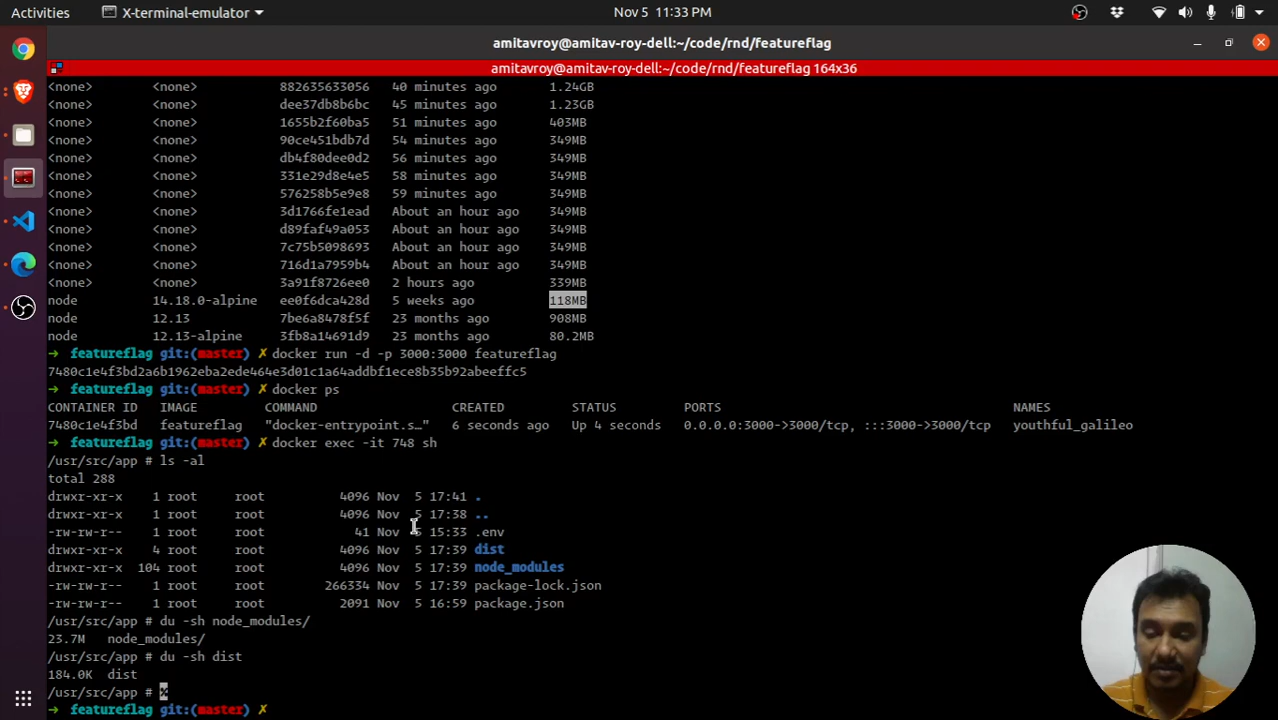 Activities X-terminal-emulator Nov 5 11:33 PM
amitavroy@amitav-roy-dell:~/code/rnd/featureflag
amitavroy@amitav-roy-dell:~/code/rnd/featureflag 164x36
<none> <none> 882635633056 40 minutes ago 1.24GB
<none> <none> dee37db8b6bc 45 minutes ago 1.23GB
<none> <none> 1655b2f60ba5 51 minutes ago 403MB
<none> <none> 90ce451bdb7d 54 minutes ago 349MB
<none> <none> db4f80dee0d2 56 minutes ago 349MB
<none> <none> 331e29d8e4e5 58 minutes ago 349MB
<none> <none> 576258b5e9e8 59 minutes ago 349MB
<none> <none> 3d1766fe1ead About an hour ago 349MB
<none> <none> d89faf49a053 About an hour ago 349MB
<none> <none> 7c75b5098693 About an hour ago 349MB
<none> <none> 716d1a7959b4 About an hour ago 349MB
<none> <none> 3a91f8726ee0 2 hours ago 339MB
node 14.18.0-alpine ee0f6dca428d 5 weeks ago 118MB
node 12.13 7be6a8478f5f 23 months ago 908MB
node 12.13-alpine 3fb8a14691d9 23 months ago 80.2MB
→ featureflag git:(master) ✗ docker run -d -p 3000:3000 featureflag
7480c1e4f3bd2a6b1962eba2ede464e3d01c1a64addbf1ece8b35b92abeeffc5
→ featureflag git:(master) ✗ docker ps
CONTAINER ID IMAGE COMMAND CREATED STATUS PORTS NAMES
7480c1e4f3bd featureflag "docker-entrypoint.s…" 6 seconds ago Up 4 seconds 0.0.0.0:3000->3000/tcp, :::3000->3000/tcp youthful_galileo
→ featureflag git:(master) ✗ docker exec -it 748 sh
/usr/src/app # ls -al
total 288
drwxr-xr-x 1 root root 4096 Nov 5 17:41 .
drwxr-xr-x 1 root root 4096 Nov 5 17:38 ..
-rw-rw-r-- 1 root root 41 Nov 5 15:33 .env
drwxr-xr-x 4 root root 4096 Nov 5 17:39 dist
drwxr-xr-x 104 root root 4096 Nov 5 17:39 node_modules
-rw-rw-r-- 1 root root 266334 Nov 5 17:39 package-lock.json
-rw-rw-r-- 1 root root 2091 Nov 5 16:59 package.json
/usr/src/app # du -sh node_modules/
23.7M node_modules/
/usr/src/app # du -sh dist
184.0K dist
/usr/src/app # %
→ featureflag git:(master) ✗